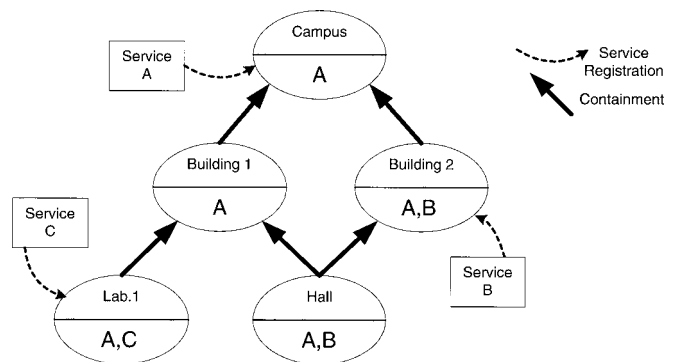 Campus
A
Service
A
Service
Registration
Containment
Building 1
A
Building 2
A,B
Service
C
Service
B
Lab.1
A,C
Hall
A,B